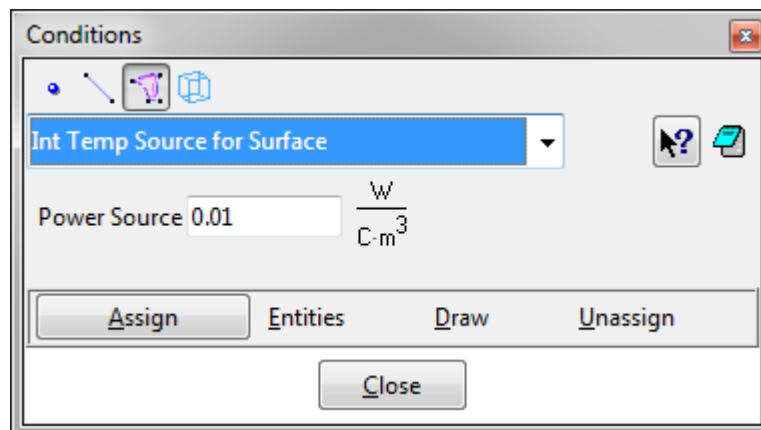 Conditions
Int Temp Source for Surface
?
Power Source 0.01 W
C·m³
Assign Entities Draw Unassign
Close